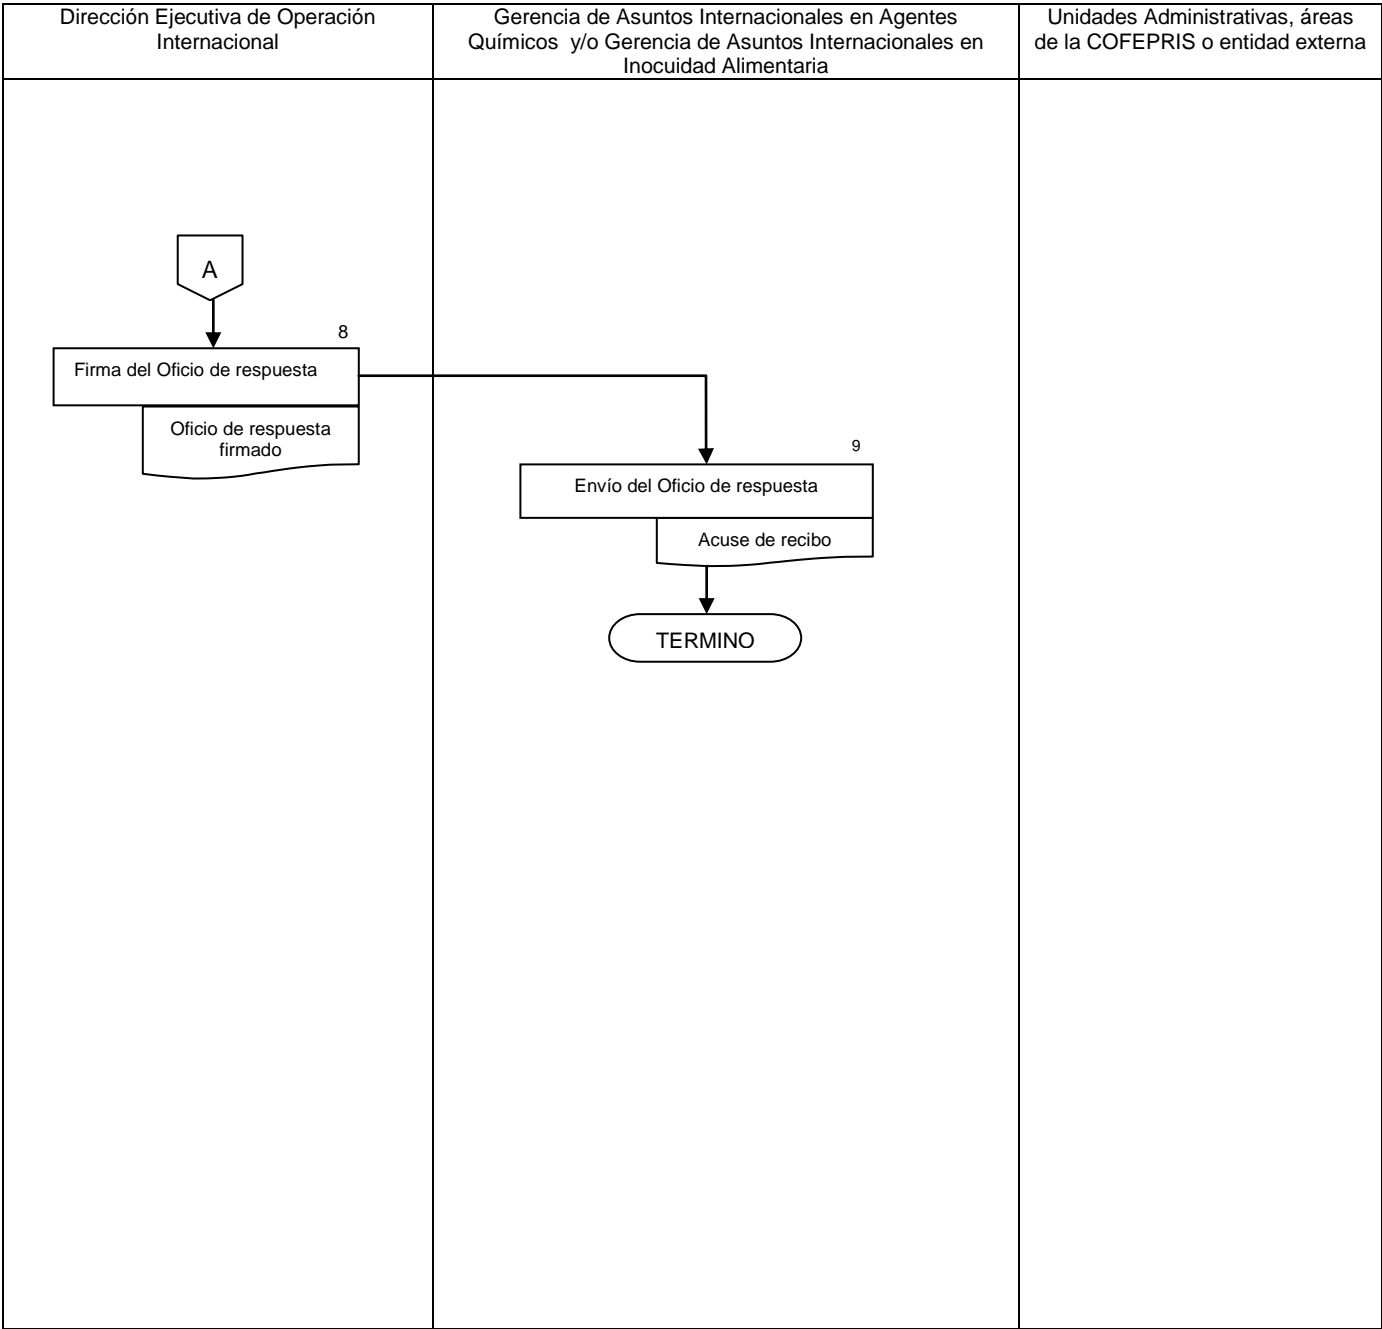 Dirección Ejecutiva de Operación
Internacional
Gerencia de Asuntos Internacionales en Agentes
Químicos  y/o Gerencia de Asuntos Internacionales en
Inocuidad Alimentaria
Unidades Administrativas, áreas
de la COFEPRIS o entidad externa
A
8
Firma del Oficio de respuesta
Oficio de respuesta
firmado
9
Envío del Oficio de respuesta
Acuse de recibo
TERMINO